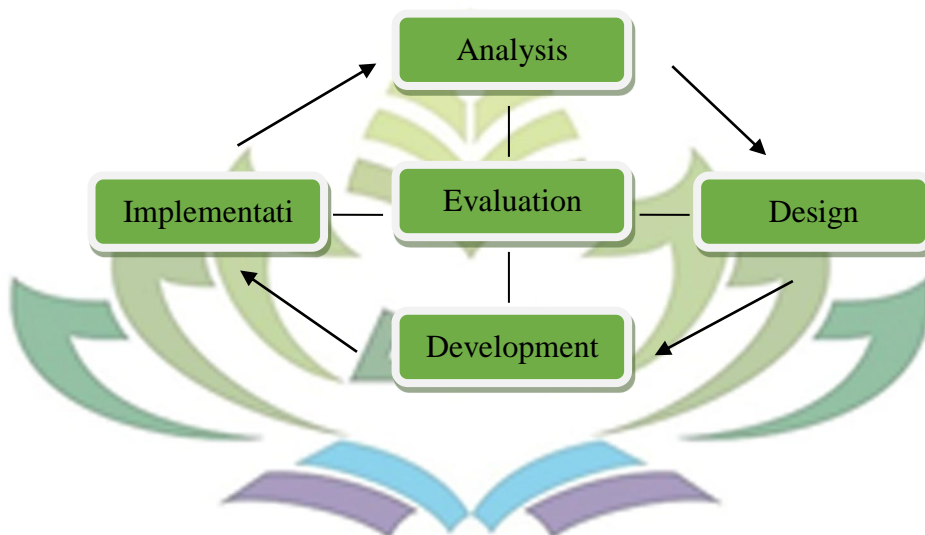 Analysis
Implementati
Evaluation
Design
Development